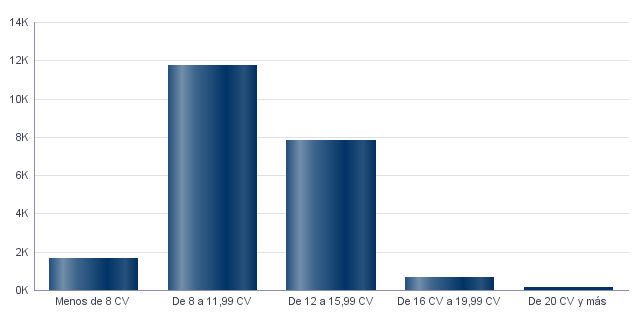 14K
12K
10K
8K
6K
4K
2K
0K
Menos de 8 CV
De 8 a 11,99 CV
De 12 a 15,99 CV
De 16 CV a 19,99 CV
De 20 CV y más